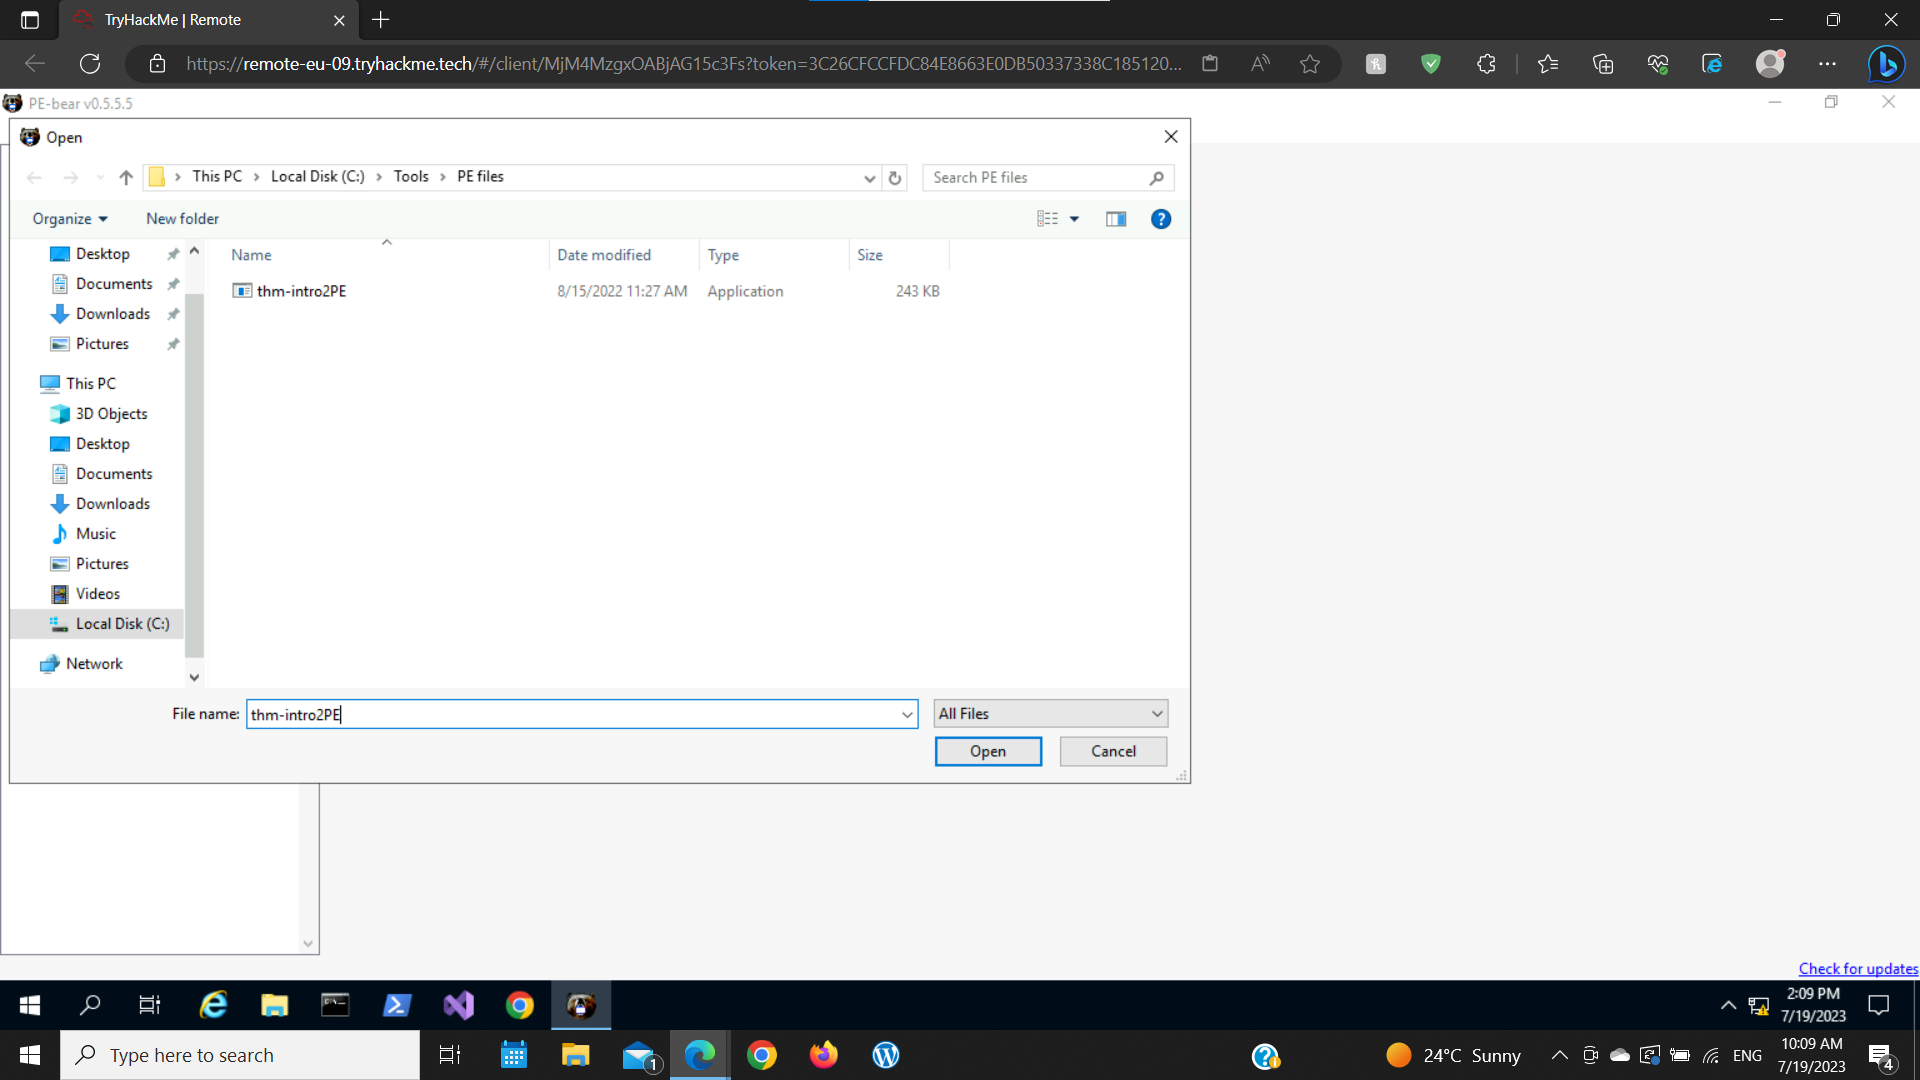 TryHackMe | Remote
https://remote-eu-09.tryhackme.tech/#/client/MjM4MzgxOABjAG15c3Fs?token=3C26CFCCFDC84E8663E0DB50337338C185120...
PE-bear v0.5.5.5
Open
This PC > Local Disk (C:) > Tools > PE files
Search PE files
Organize
New folder
Name
Date modified
Type
Size
thm-intro2PE
8/15/2022 11:27 AM
Application
243 KB
Desktop
Documents
Downloads
Pictures
This PC
3D Objects
Desktop
Documents
Downloads
Music
Pictures
Videos
Local Disk (C:)
Network
File name:
thm-intro2PE
All Files
Open
Cancel
Check for updates
2:09 PM
7/19/2023
Type here to search
1
24°C Sunny
ENG
10:09 AM
7/19/2023
4